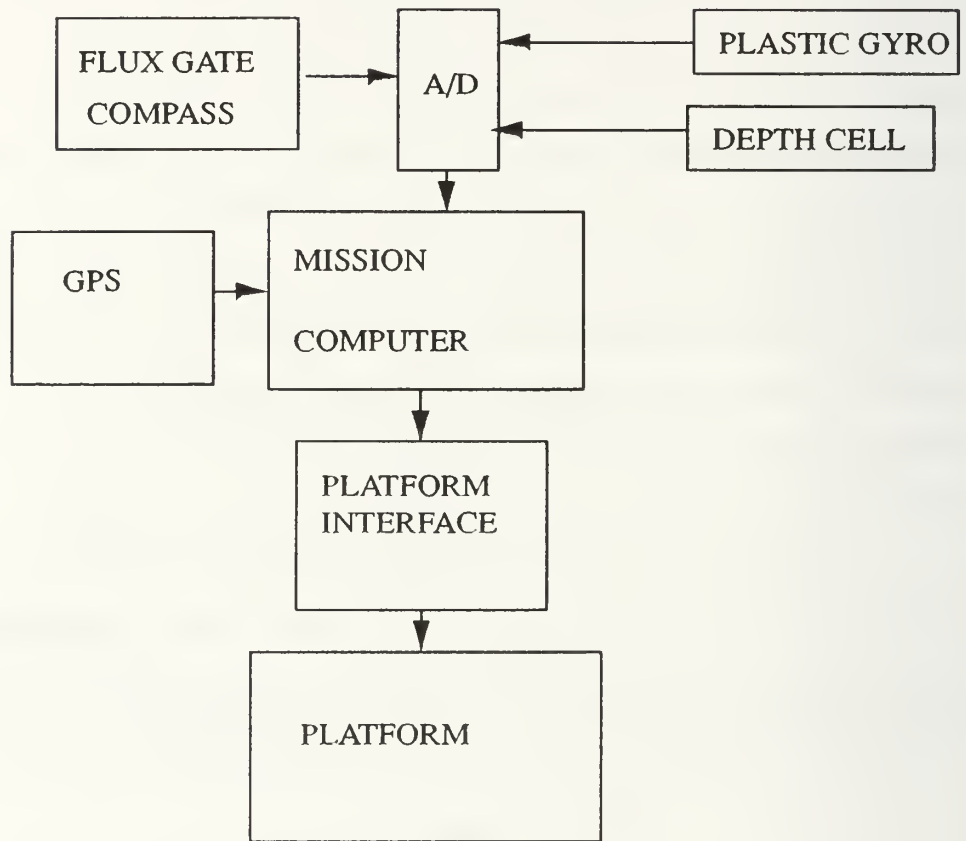 FLUX GATE
COMPASS
A/D
PLASTIC GYRO
DEPTH CELL
GPS
MISSION
COMPUTER
PLATFORM
INTERFACE
PLATFORM